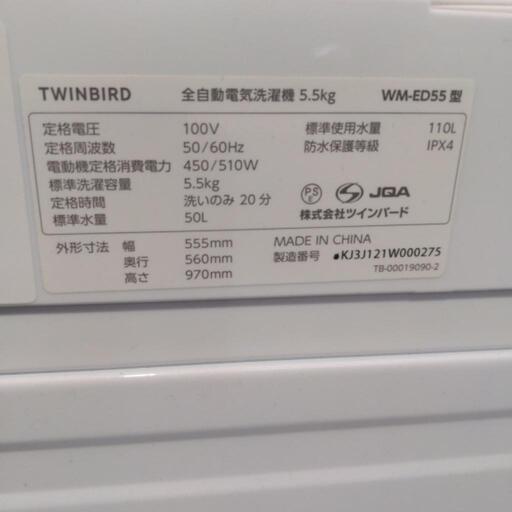 TWINBIRD 全自動電気洗濯機 5.5kg WM-ED55 型
定格電圧 100V 標準使用水量 110L
定格周波数 50/60Hz 防水保護等級 IPX4
電動機定格消費電力 450/510W
標準洗濯容量 5.5kg
定格時間 洗いのみ 20 分
標準水量 50L
PS E JQA
株式会社ツインバード
外形寸法 幅 555mm
奥行 560mm
高さ 970mm
MADE IN CHINA
製造番号 KJ3J121W000275
TB-00019090-2